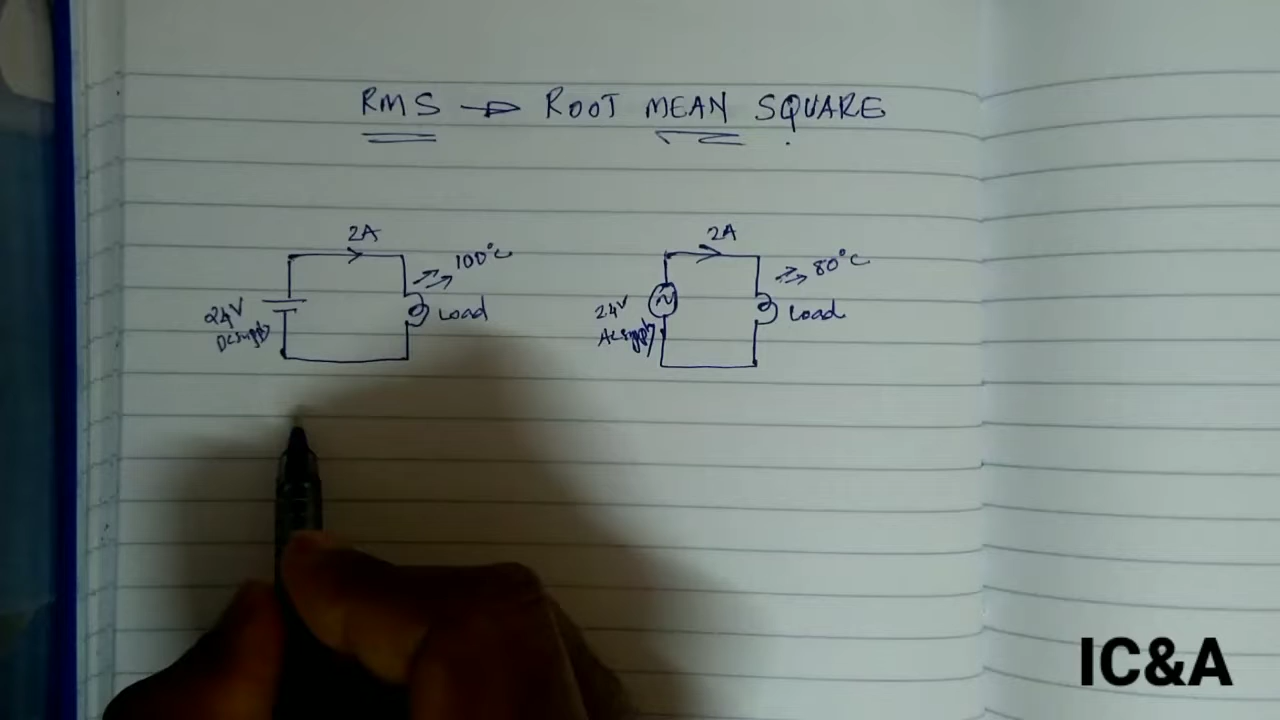 RMS → ROOT MEAN SQUARE
2A
100°C
24V
DC supply
Load
2A
80°C
24V
AC supply
Load
IC&A